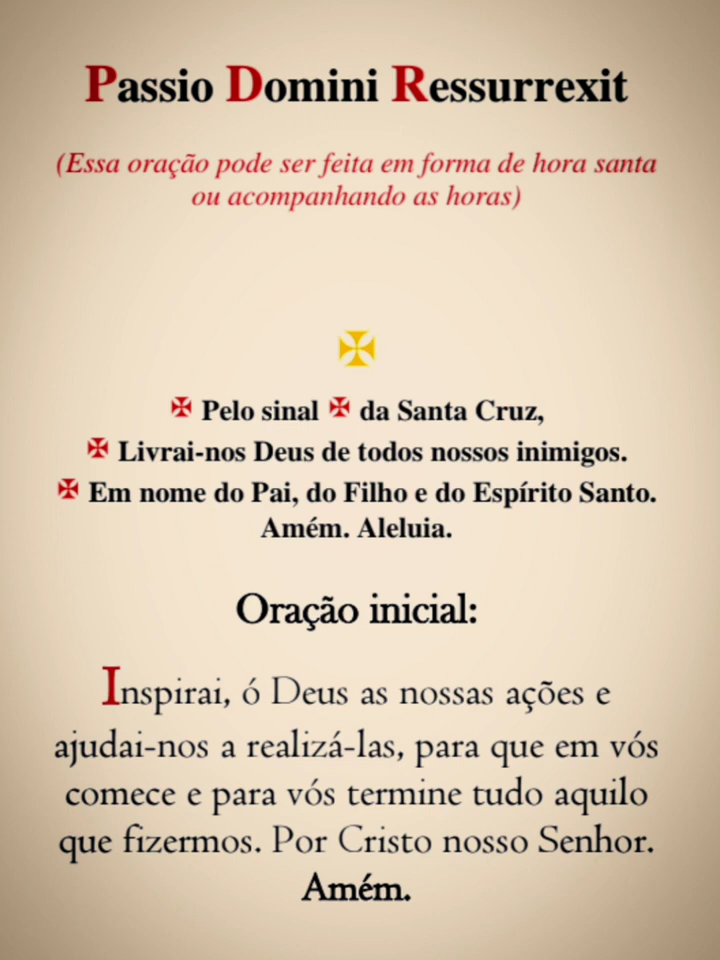 Passio Domini Ressurrexit
(Essa oração pode ser feita em forma de hora santa
ou acompanhando as horas)
✠
✠ Pelo sinal ✠ da Santa Cruz,
✠ Livrai-nos Deus de todos nossos inimigos.
✠ Em nome do Pai, do Filho e do Espírito Santo.
Amém. Aleluia.
Oração inicial:
Inspirai, ó Deus as nossas ações e
ajudai-nos a realizá-las, para que em vós
comece e para vós termine tudo aquilo
que fizermos. Por Cristo nosso Senhor.
Amém.